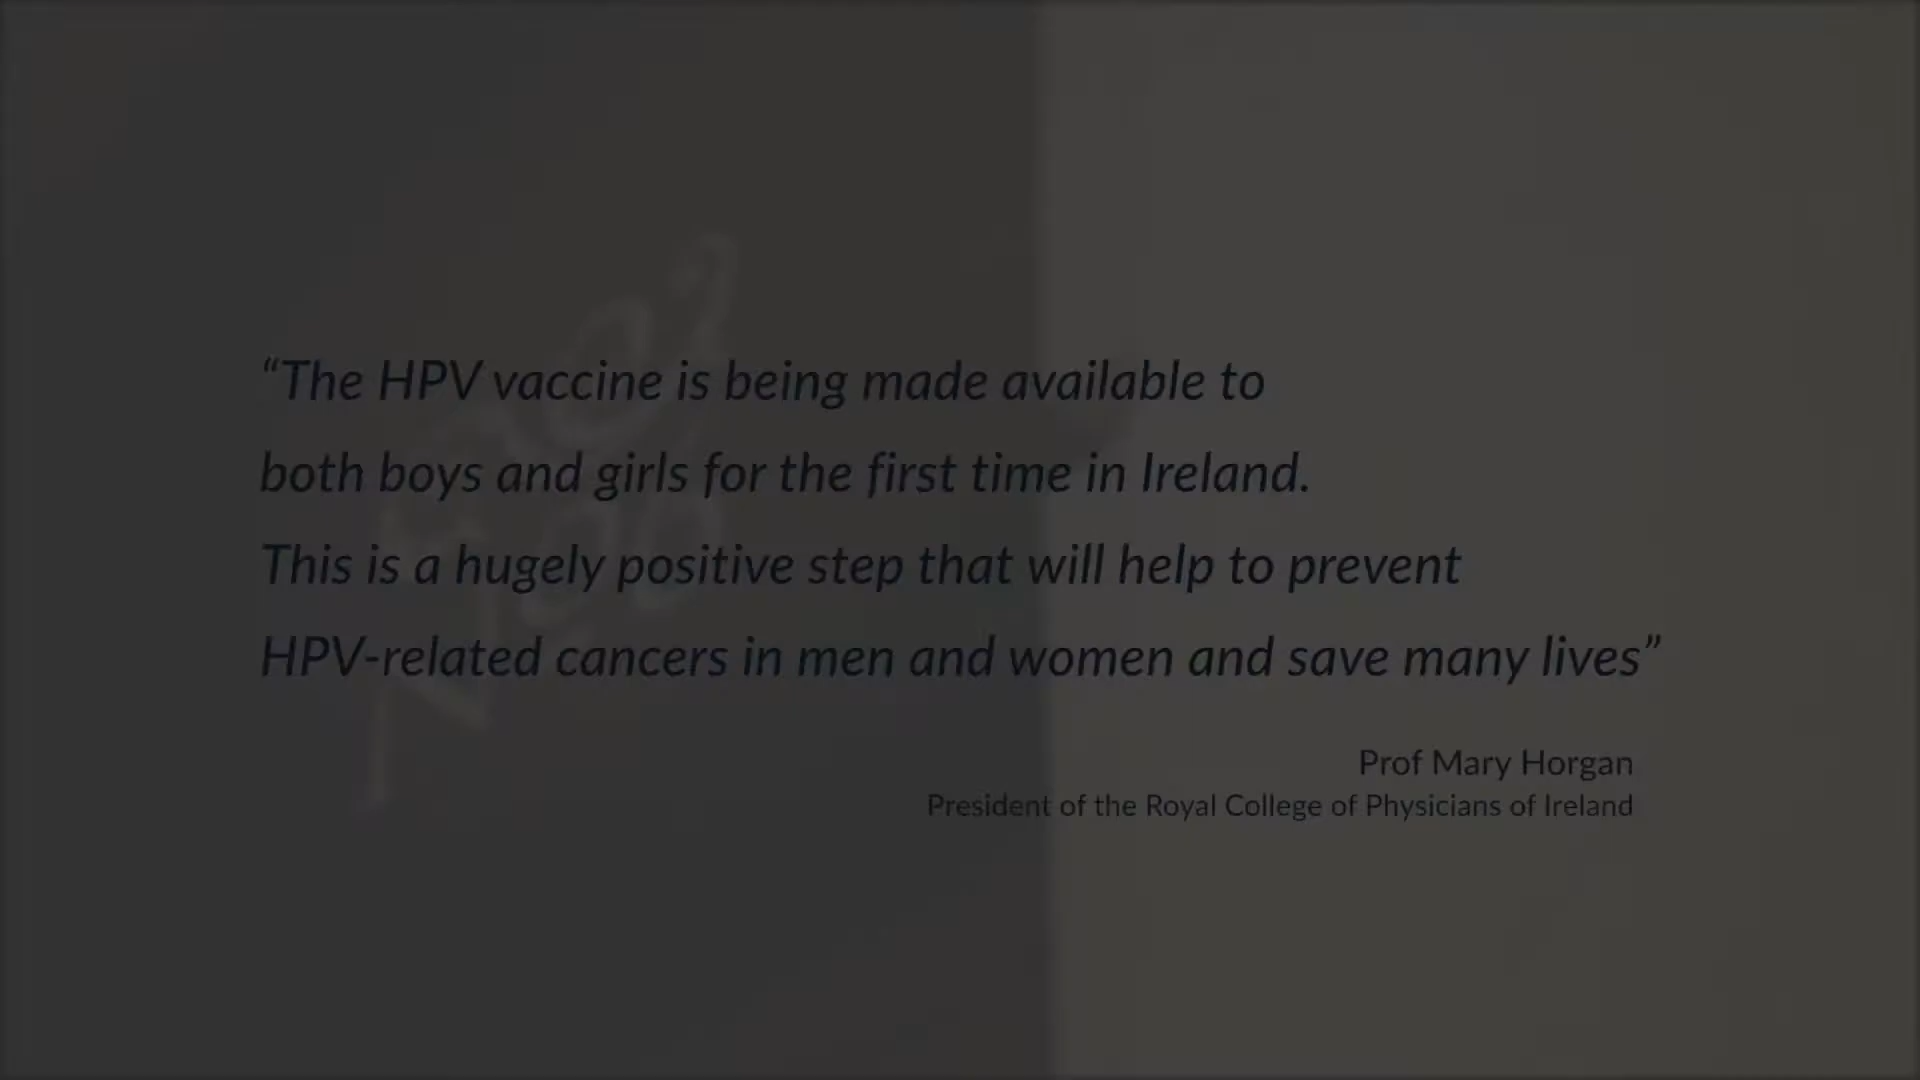 “The HPV vaccine is being made available to
both boys and girls for the first time in Ireland.
This is a hugely positive step that will help to prevent
HPV-related cancers in men and women and save many lives”
Prof Mary Horgan
President of the Royal College of Physicians of Ireland